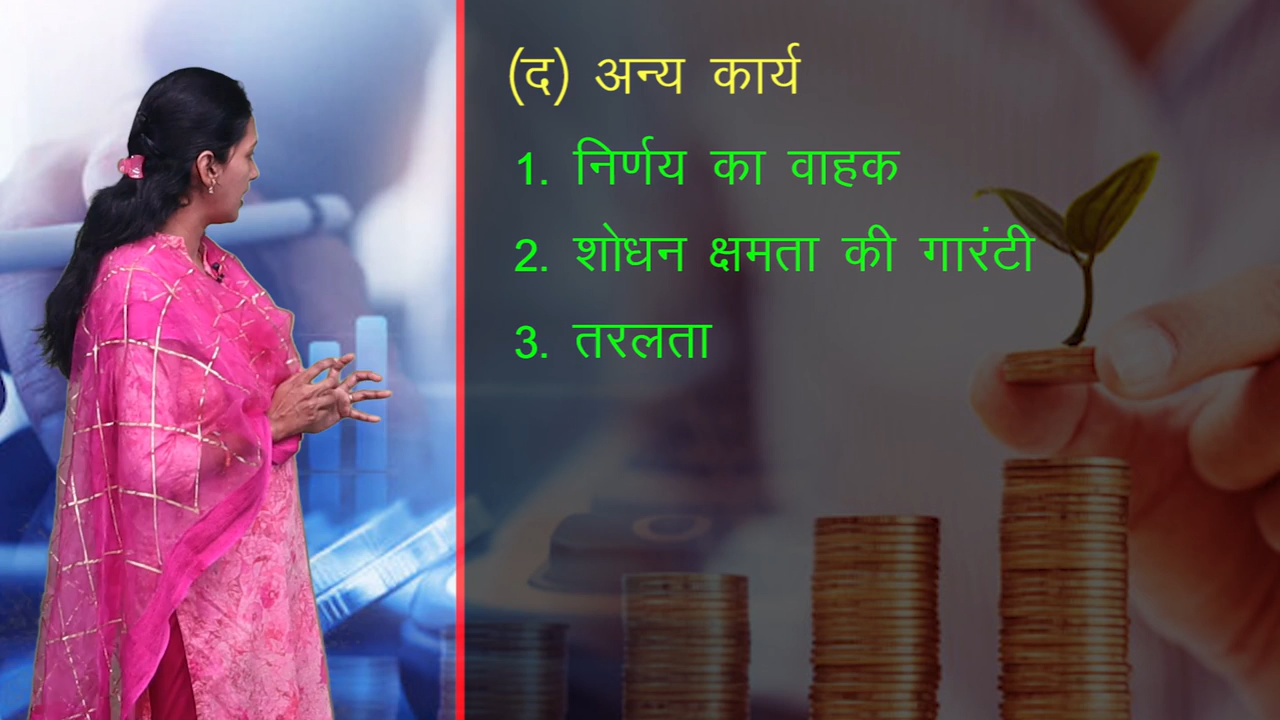 (द) अन्य कार्य
1. निर्णय का वाहक
2. शोधन क्षमता की गारंटी
3. तरलता